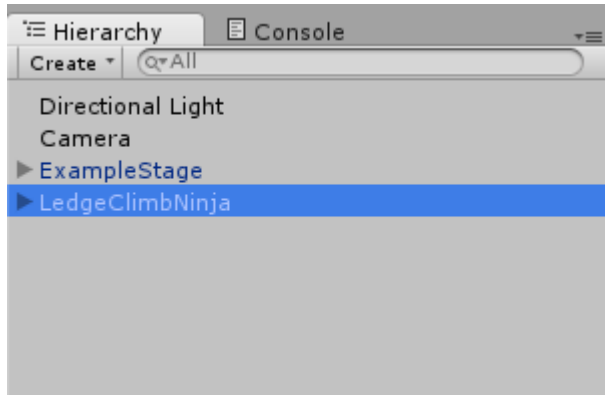 Hierarchy Console
Create All
Directional Light
Camera
ExampleStage
LedgeClimbNinja